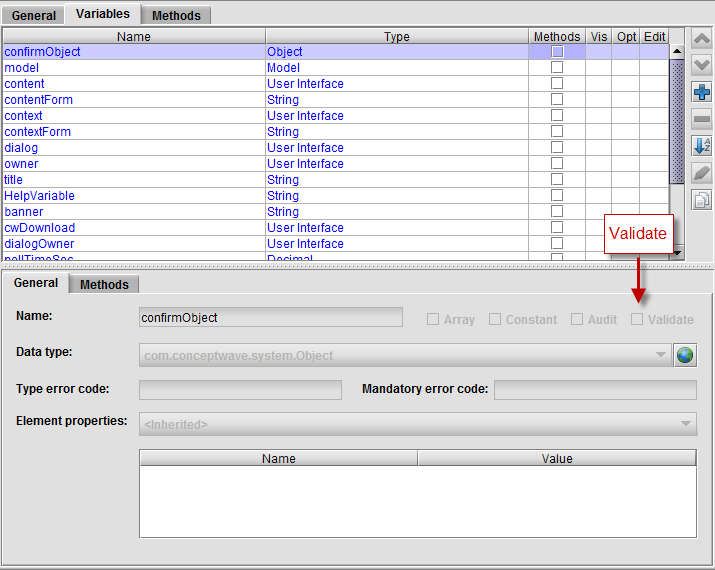 General Variables Methods
Name Type Methods Vis Opt Edit
confirmObject Object
model Model
content User Interface
contentForm String
context User Interface
contextForm String
dialog User Interface
owner User Interface
title String
HelpVariable String
banner String
cwDownload User Interface
dialogOwner User Interface
pollTimeSec Decimal
Validate
General Methods
Name: confirmObject Array Constant Audit Validate
Data type: com.conceptwave.system.Object
Type error code: Mandatory error code:
Element properties: <Inherited>
Name Value